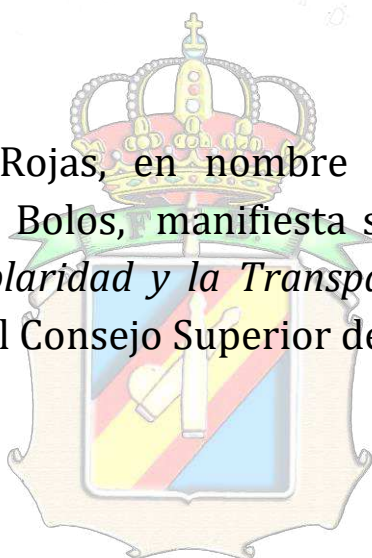 Rojas, en nombre
Bolos, manifiesta s
olaridad y la Transpa
l Consejo Superior de